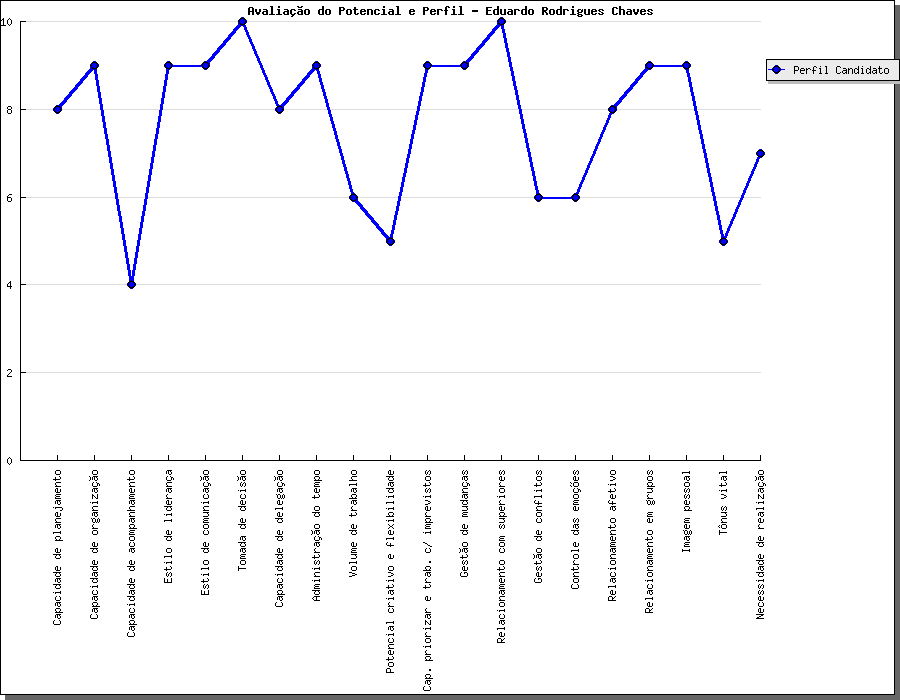 Avaliação do Potencial e Perfil - Eduardo Rodrigues Chaves
10
8
6
4
2
0
Perfil Candidato
Capacidade de planejamento
Capacidade de organização
Capacidade de acompanhamento
Estilo de liderança
Estilo de comunicação
Tomada de decisão
Capacidade de delegação
Administração do tempo
Volume de trabalho
Potencial criativo e flexibilidade
Cap. priorizar e trab. c/ imprevistos
Gestão de mudanças
Relacionamento com superiores
Gestão de conflitos
Controle das emoções
Relacionamento afetivo
Relacionamento em grupos
Imagem pessoal
Tônus vital
Necessidade de realização